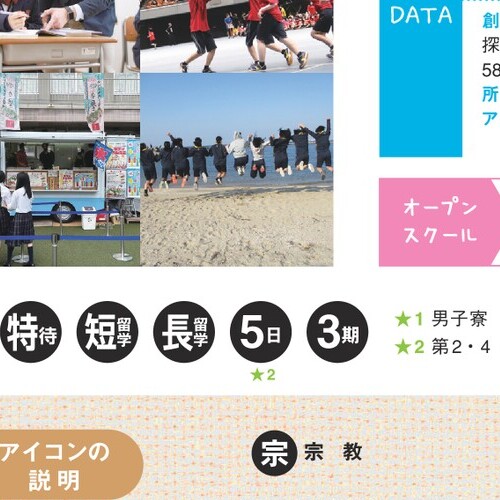 DATA
創
探
58
所
ア
オープン
スクール
特待
短留学
長留学
5日
3期
★2
★1 男子寮
★2 第2・4
アイコンの
説明
宗 宗 教